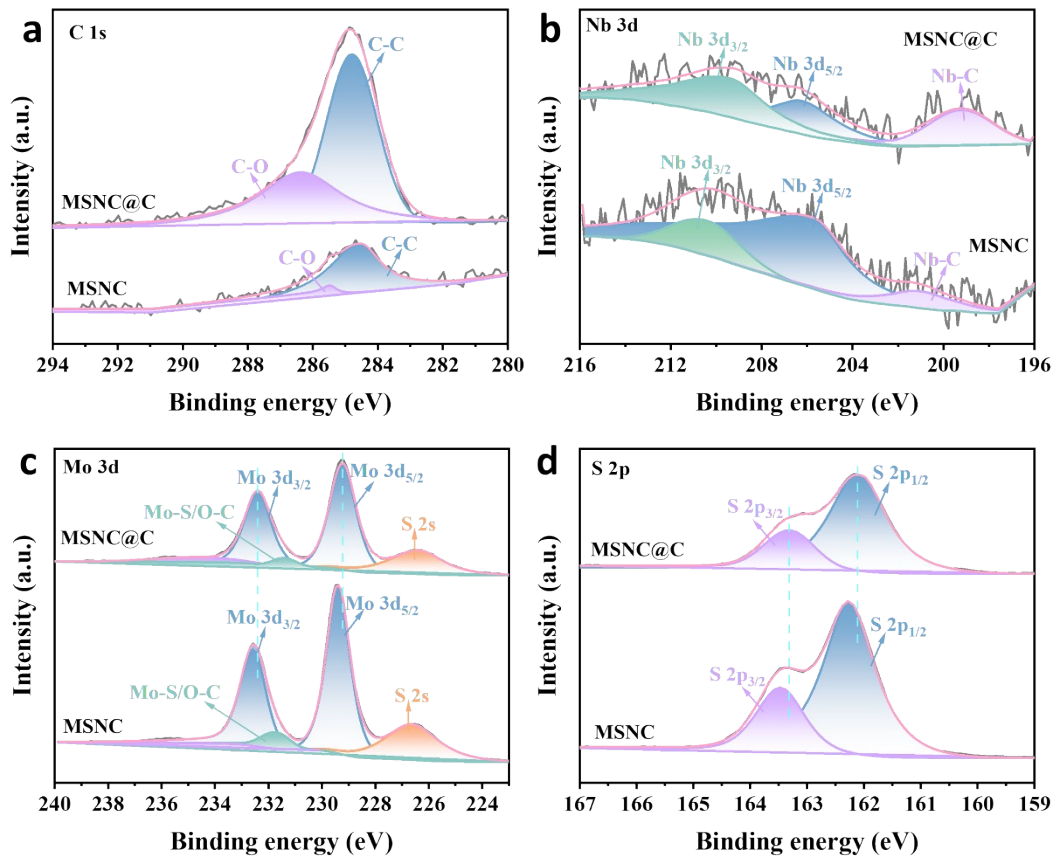 a
C 1s
C-C
C-O
MSNC@C
C-O
C-C
MSNC
Intensity (a.u.)
294 292 290 288 286 284 282 280
Binding energy (eV)
b
Nb 3d
Nb 3d3/2
MSNC@C
Nb 3d5/2
Nb-C
Nb 3d3/2
Nb 3d5/2
MSNC
Nb-C
Intensity (a.u.)
216 212 208 204 200 196
Binding energy (eV)
c
Mo 3d
Mo 3d3/2
Mo 3d5/2
Mo-S/O-C
S 2s
MSNC@C
Mo 3d5/2
Mo 3d3/2
Mo-S/O-C
S 2s
MSNC
Intensity (a.u.)
240 236 232 229 226 224
Binding energy (eV)
d
S 2p
S 2p1/2
S 2p3/2
MSNC@C
S 2p1/2
S 2p3/2
MSNC
Intensity (a.u.)
167 166 165 164 163 162 161 160 159
Binding energy (eV)